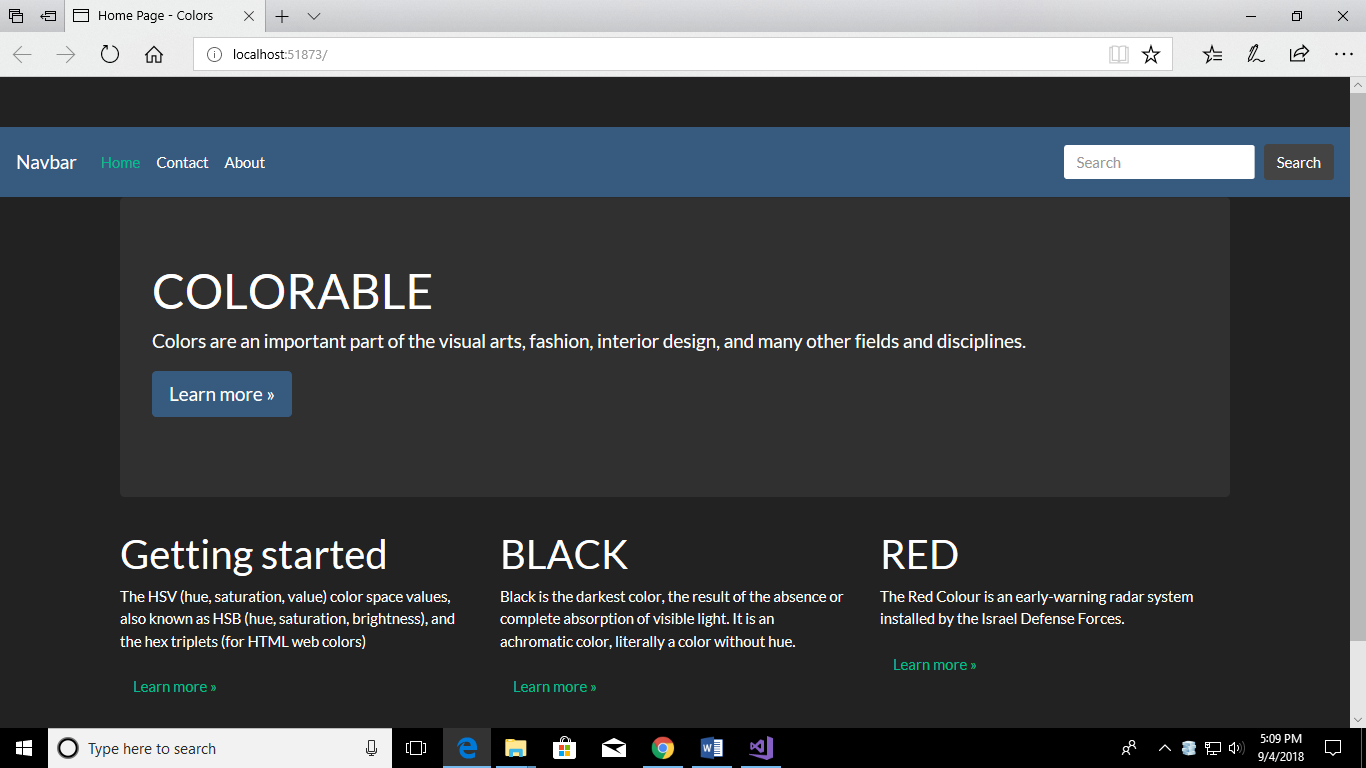 Home Page - Colors
localhost:51873/
Navbar Home Contact About Search Search
COLORABLE
Colors are an important part of the visual arts, fashion, interior design, and many other fields and disciplines.
Learn more »
Getting started
The HSV (hue, saturation, value) color space values,
also known as HSB (hue, saturation, brightness), and
the hex triplets (for HTML web colors)
Learn more »
BLACK
Black is the darkest color, the result of the absence or
complete absorption of visible light. It is an
achromatic color, literally a color without hue.
Learn more »
RED
The Red Colour is an early-warning radar system
installed by the Israel Defense Forces.
Learn more »
Type here to search
5:09 PM
9/4/2018